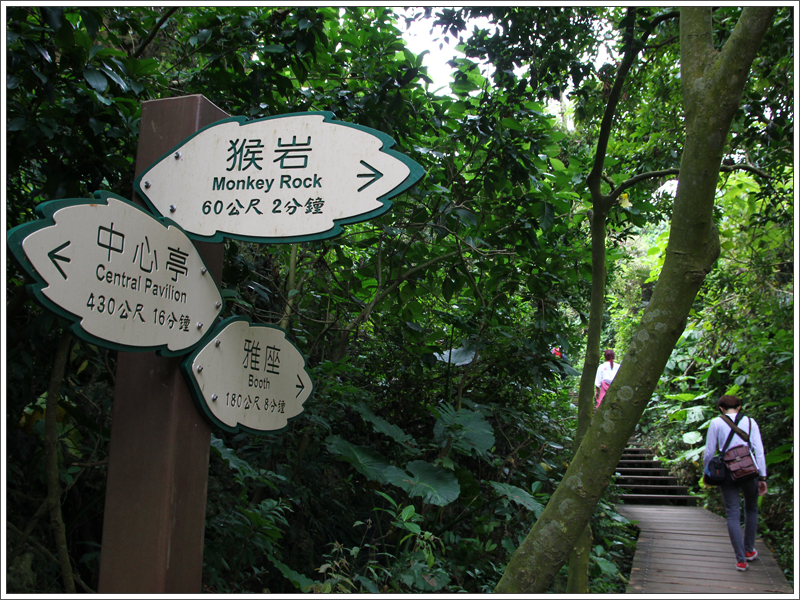 猴岩
Monkey Rock
60公尺 2分鐘
中心亭
Central Pavilion
430公尺 16分鐘
雅座
Booth
180公尺 8分鐘